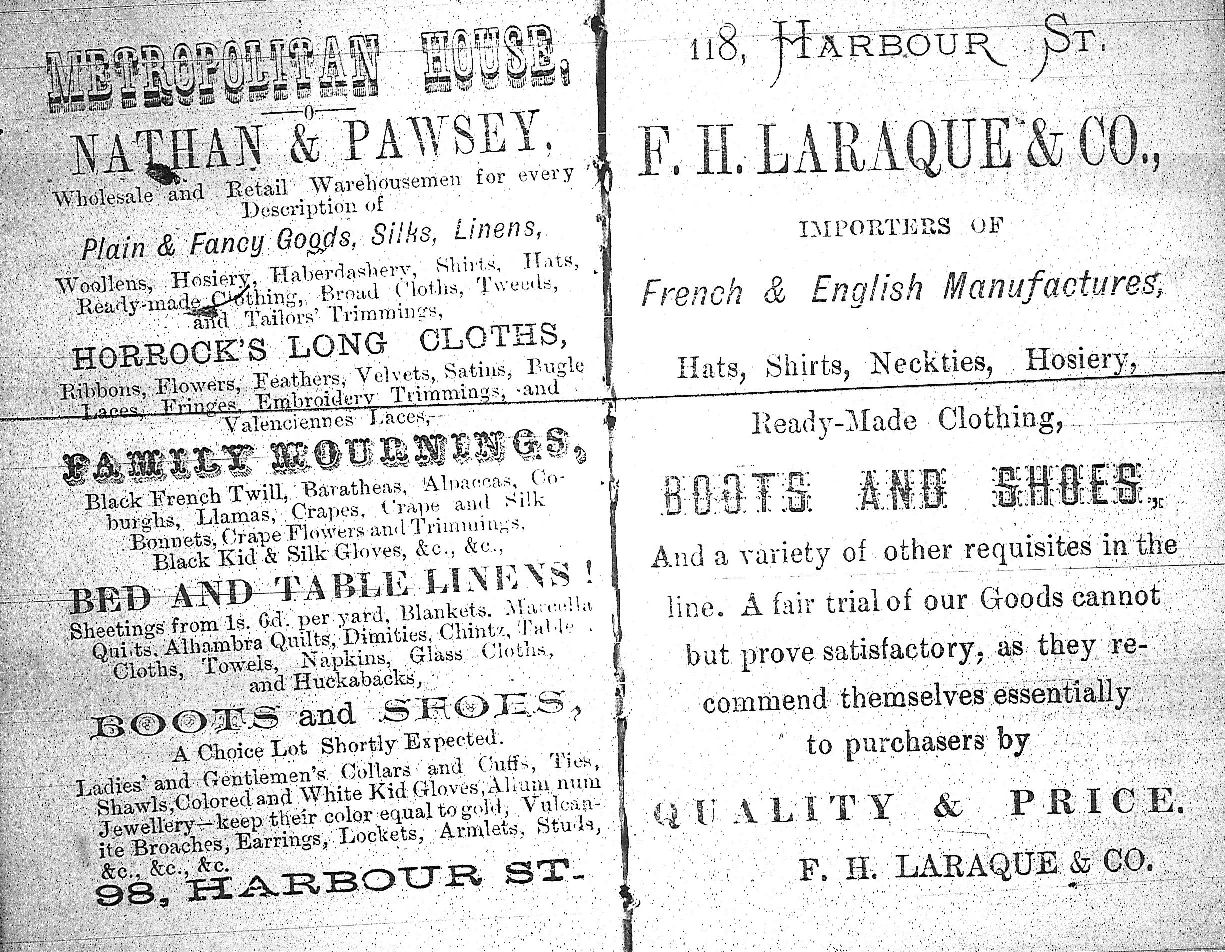 METROPOLITAN HOUSE,
NATHAN & PAWSEY,
Wholesale and Retail Warehousemen for every
Description of
Plain & Fancy Goods, Silks, Linens,
Woollens, Hosiery, Haberdashery, Shirts, Hats,
Ready-made Clothing, Broad Cloths, Tweeds,
and Tailors' Trimmings,
HORROCK'S LONG CLOTHS,
Ribbons, Flowers, Feathers, Velvets, Satins, Bugle
Laces, Fringes, Embroidery Trimmings, and
Valenciennes Laces,—
FAMILY MOURNINGS,
Black French Twill, Baratheas, Alpaccas, Co-
burghs, Llamas, Crapes, Crape and Silk
Bonnets, Crape Flowers and Trimmings,
Black Kid & Silk Gloves, &c., &c.,
BED AND TABLE LINENS!
Sheetings from 1s. 6d. per yard, Blankets. Marcella
Quilts, Alhambra Quilts, Dimities, Chintz, Table
Cloths, Towels, Napkins, Glass Cloths,
and Huckabacks,
BOOTS and SHOES,
A Choice Lot Shortly Expected.
Ladies' and Gentlemen's Collars and Cuffs, Ties,
Shawls, Colored and White Kid Gloves, Alium num
Jewellery—keep their color equal to gold, Vulcan-
ite Broaches, Earrings, Lockets, Armlets, Studs,
&c., &c., &c.
98, HARBOUR ST.
118, HARBOUR ST.
F. H. LARAQUE & CO.,
IMPORTERS OF
French & English Manufactures,
Hats, Shirts, Neckties, Hosiery,
Ready-Made Clothing,
BOOTS AND SHOES,
And a variety of other requisites in the
line. A fair trial of our Goods cannot
but prove satisfactory, as they re-
commend themselves essentially
to purchasers by
QUALITY & PRICE.
F. H. LARAQUE & CO.